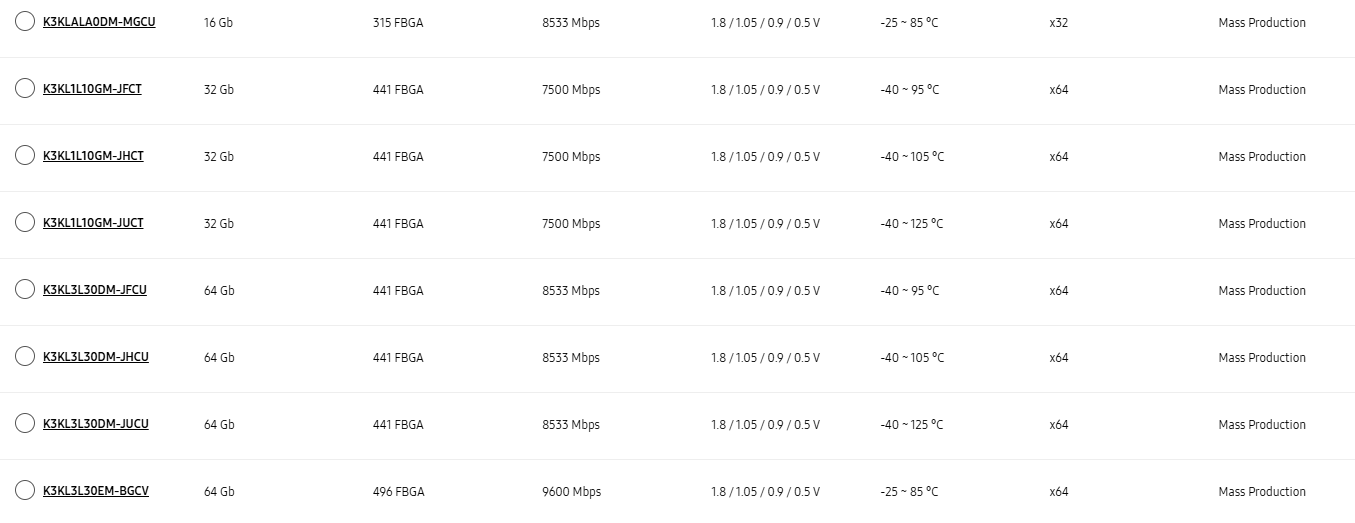 K3KLALA0DM-MGCU 16 Gb 315 FBGA 8533 Mbps 1.8 / 1.05 / 0.9 / 0.5 V -25 ~ 85 ºC x32 Mass Production
K3KL1L10GM-JFCT 32 Gb 441 FBGA 7500 Mbps 1.8 / 1.05 / 0.9 / 0.5 V -40 ~ 95 ºC x64 Mass Production
K3KL1L10GM-JHCT 32 Gb 441 FBGA 7500 Mbps 1.8 / 1.05 / 0.9 / 0.5 V -40 ~ 105 ºC x64 Mass Production
K3KL1L10GM-JUCT 32 Gb 441 FBGA 7500 Mbps 1.8 / 1.05 / 0.9 / 0.5 V -40 ~ 125 ºC x64 Mass Production
K3KL3L30DM-JFCU 64 Gb 441 FBGA 8533 Mbps 1.8 / 1.05 / 0.9 / 0.5 V -40 ~ 95 ºC x64 Mass Production
K3KL3L30DM-JHCU 64 Gb 441 FBGA 8533 Mbps 1.8 / 1.05 / 0.9 / 0.5 V -40 ~ 105 ºC x64 Mass Production
K3KL3L30DM-JUCU 64 Gb 441 FBGA 8533 Mbps 1.8 / 1.05 / 0.9 / 0.5 V -40 ~ 125 ºC x64 Mass Production
K3KL3L30EM-BGCV 64 Gb 496 FBGA 9600 Mbps 1.8 / 1.05 / 0.9 / 0.5 V -25 ~ 85 ºC x64 Mass Production